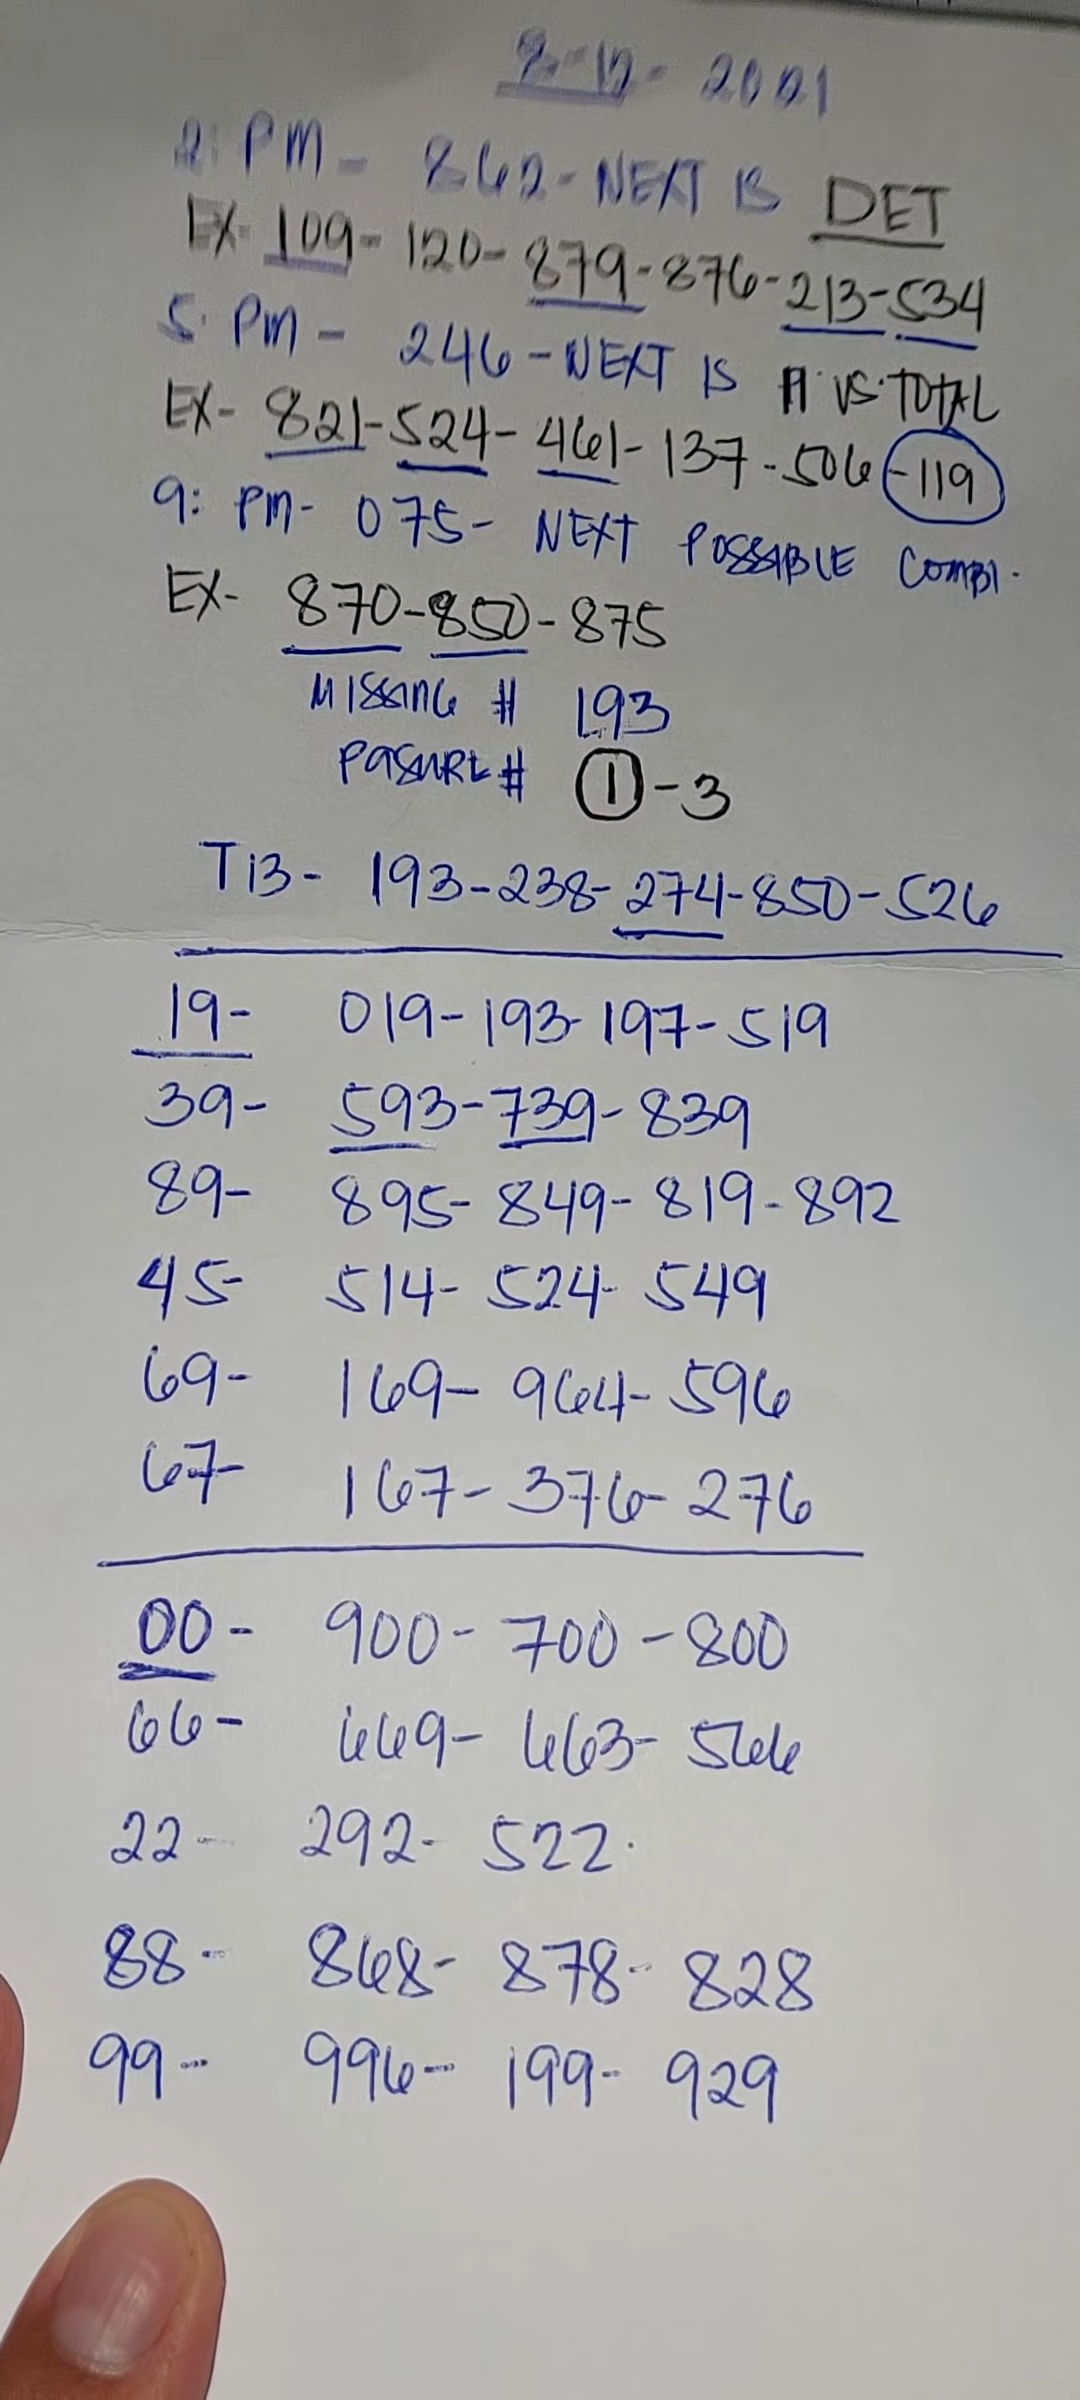 8-12-2021
2: PM - 862 - NEXT IS DET
EX- 109 - 120 - 879 - 876 - 213 - 534
5: PM - 246 - NEXT IS A VS. TOTAL
EX- 821 - 524 - 461 - 137 - 506 - 119
9: PM - 075 - NEXT POSSIBLE COMBI.
EX- 870 - 850 - 875
MISSING # 193
PASURE # 1 - 3
T13 - 193 - 238 - 274 - 850 - 526
19- 019 - 193 - 197 - 519
39- 593 - 739 - 839
89- 895 - 849 - 819 - 892
45- 514 - 524 - 549
69- 169 - 964 - 596
67- 167 - 376 - 276
00- 900 - 700 - 800
66- 669 - 663 - 566
22- 292 - 522.
88- 868 - 878 - 828
99- 996 - 199 - 929